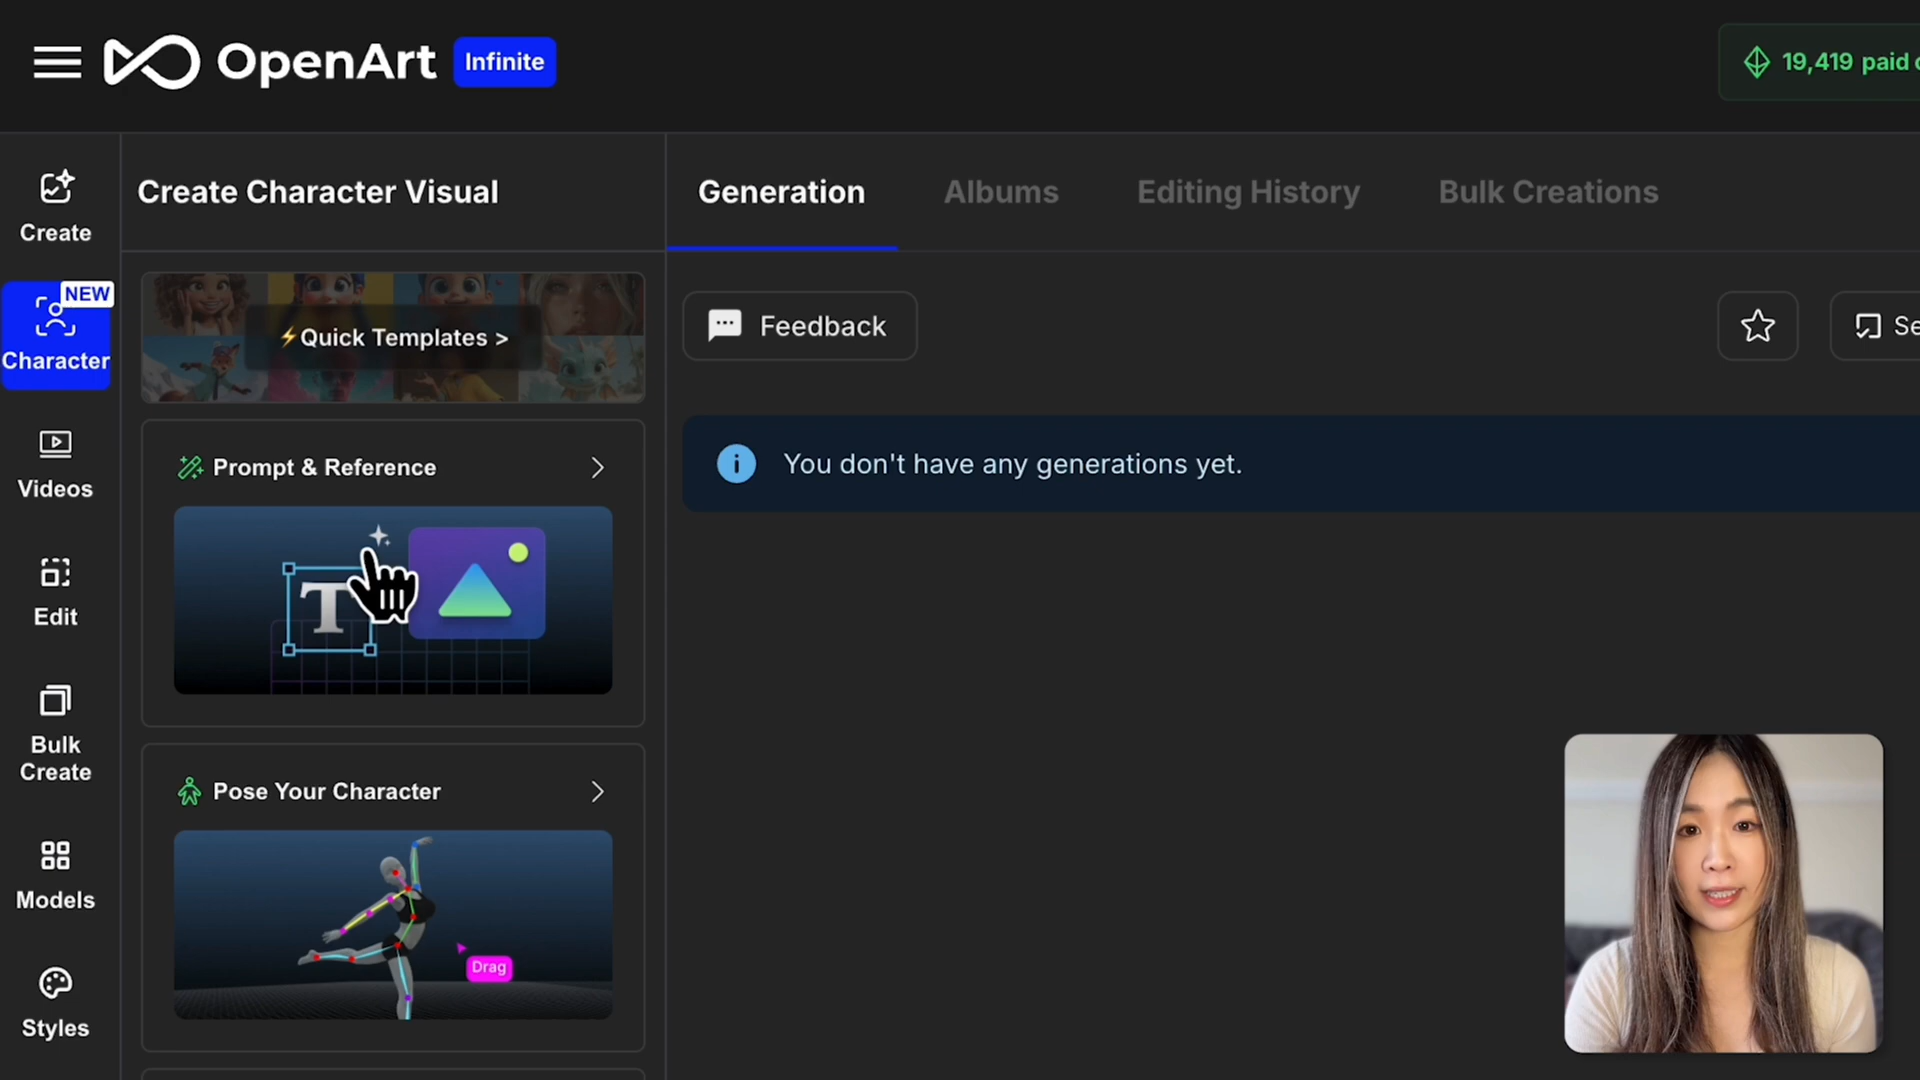 OpenArt
Infinite
19,419 paid
Create
NEW
Character
Videos
Edit
Bulk
Create
Models
Styles
Create Character Visual
⚡Quick Templates >
Prompt & Reference
T
Pose Your Character
Drag
Generation
Albums
Editing History
Bulk Creations
Feedback
Se
You don't have any generations yet.